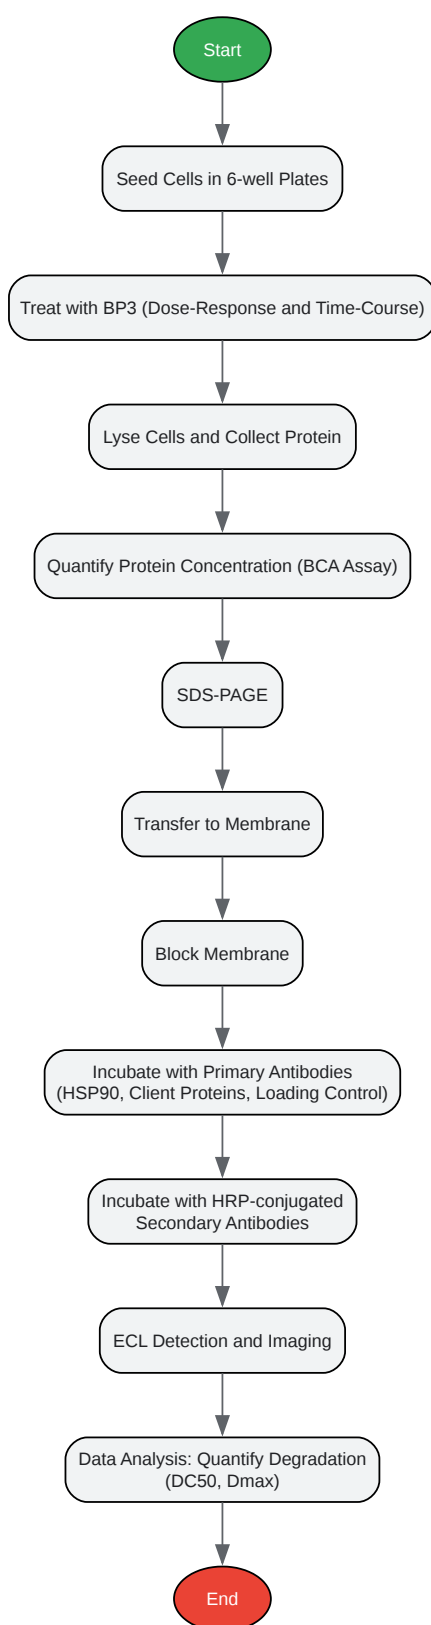 Start
Seed Cells in 6-well Plates
Treat with BP3 (Dose-Response and Time-Course)
Lyse Cells and Collect Protein
Quantify Protein Concentration (BCA Assay)
SDS-PAGE
Transfer to Membrane
Block Membrane
Incubate with Primary Antibodies
(HSP90, Client Proteins, Loading Control)
Incubate with HRP-conjugated
Secondary Antibodies
ECL Detection and Imaging
Data Analysis: Quantify Degradation
(DC50, Dmax)
End